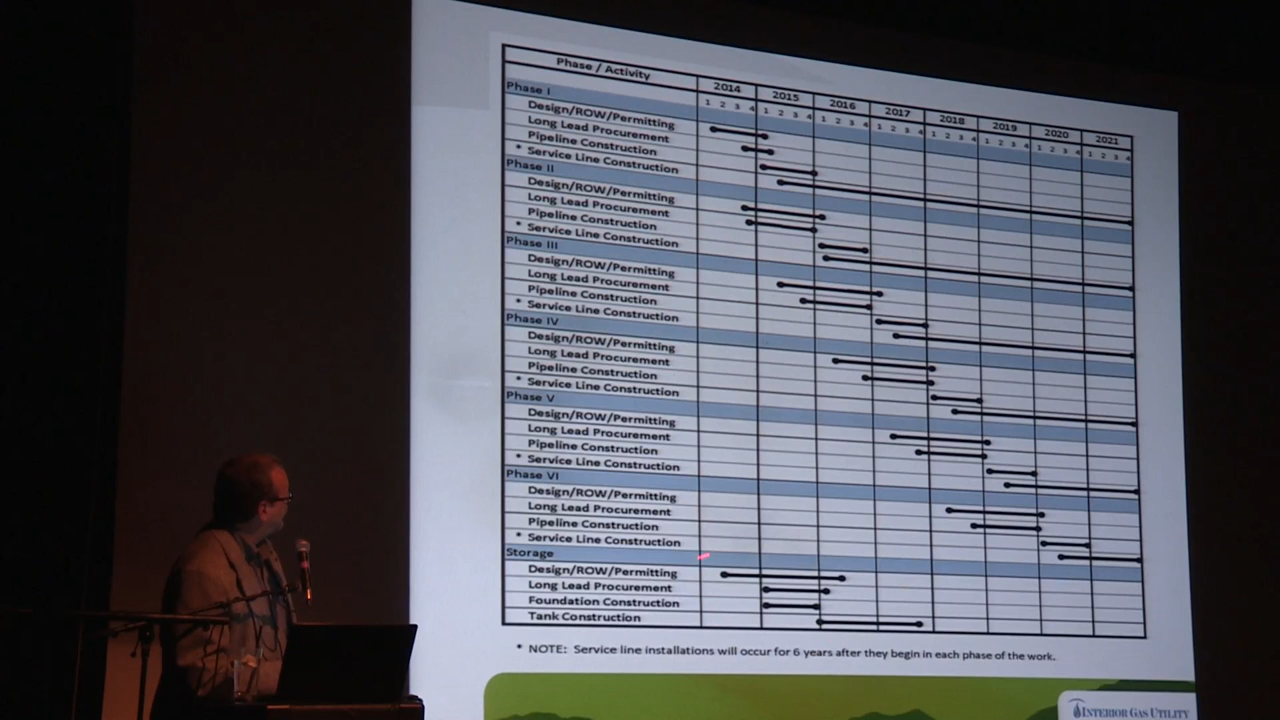 Phase / Activity
2014 2015 2016 2017 2018 2019 2020 2021
1 2 3 4 1 2 3 4 1 2 3 4 1 2 3 4 1 2 3 4 1 2 3 4 1 2 3 4 1 2 3 4
Phase I
Design/ROW/Permitting
Long Lead Procurement
Pipeline Construction
* Service Line Construction
Phase II
Design/ROW/Permitting
Long Lead Procurement
Pipeline Construction
* Service Line Construction
Phase III
Design/ROW/Permitting
Long Lead Procurement
Pipeline Construction
* Service Line Construction
Phase IV
Design/ROW/Permitting
Long Lead Procurement
Pipeline Construction
* Service Line Construction
Phase V
Design/ROW/Permitting
Long Lead Procurement
Pipeline Construction
* Service Line Construction
Phase VI
Design/ROW/Permitting
Long Lead Procurement
Pipeline Construction
* Service Line Construction
Storage
Design/ROW/Permitting
Long Lead Procurement
Foundation Construction
Tank Construction
* NOTE: Service line installations will occur for 6 years after they begin in each phase of the work.
INTERIOR GAS UTILITY